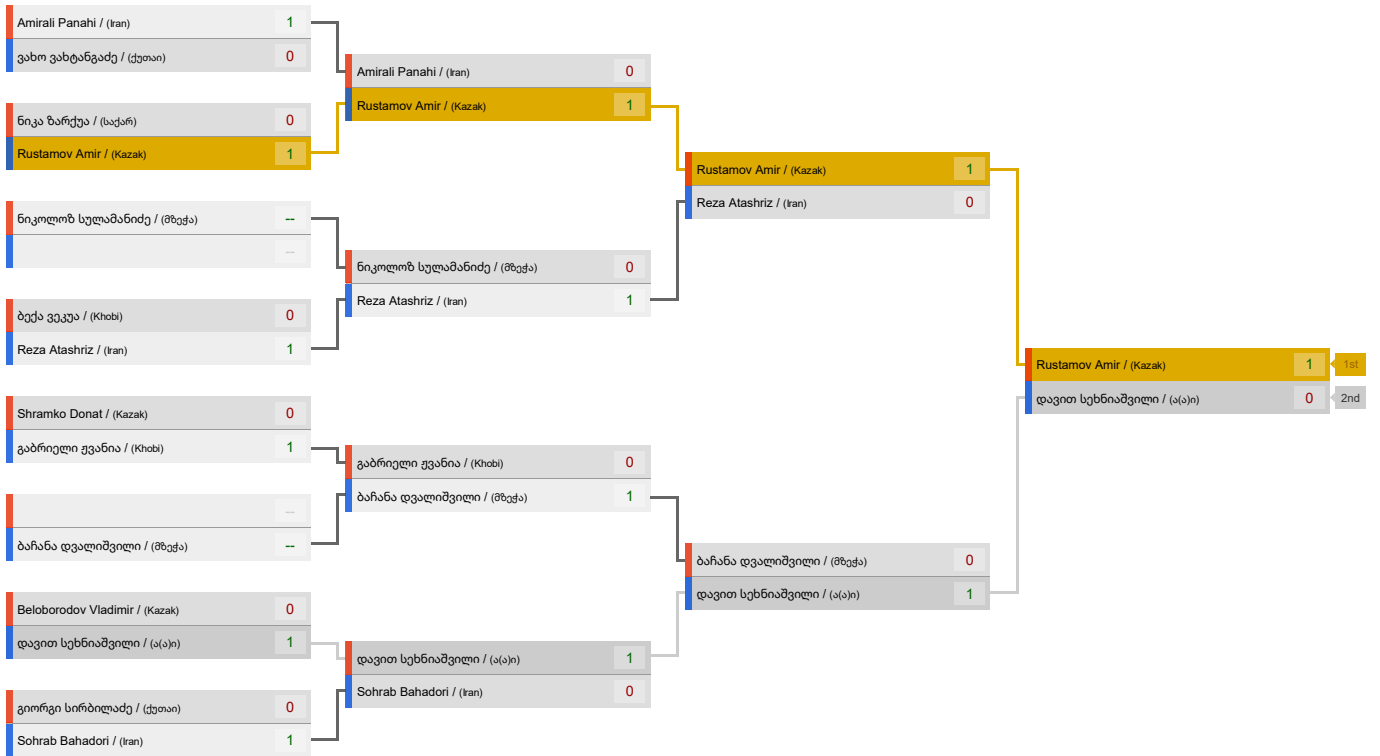 Amirali Panahi / (Iran) 1
ვახო ვახტანგაძე / (ქუთაი) 0
ნიკა ზარქუა / (საქარ) 0
Rustamov Amir / (Kazak) 1
ნიკოლოზ სულამანიძე / (მზეჭა) --
--
ბექა ვეკუა / (Khobi) 0
Reza Atashriz / (Iran) 1
Shramko Donat / (Kazak) 0
გაბრიელი ჟვანია / (Khobi) 1
--
ბაჩანა დვალიშვილი / (მზეჭა) --
Beloborodov Vladimir / (Kazak) 0
დავით სეხნიაშვილი / (ა(ა)ი) 1
გიორგი სირბილაძე / (ქუთაი) 0
Sohrab Bahadori / (Iran) 1
Amirali Panahi / (Iran) 0
Rustamov Amir / (Kazak) 1
ნიკოლოზ სულამანიძე / (მზეჭა) 0
Reza Atashriz / (Iran) 1
გაბრიელი ჟვანია / (Khobi) 0
ბაჩანა დვალიშვილი / (მზეჭა) 1
დავით სეხნიაშვილი / (ა(ა)ი) 1
Sohrab Bahadori / (Iran) 0
Rustamov Amir / (Kazak) 1
Reza Atashriz / (Iran) 0
ბაჩანა დვალიშვილი / (მზეჭა) 0
დავით სეხნიაშვილი / (ა(ა)ი) 1
Rustamov Amir / (Kazak) 1 1st
დავით სეხნიაშვილი / (ა(ა)ი) 0 2nd